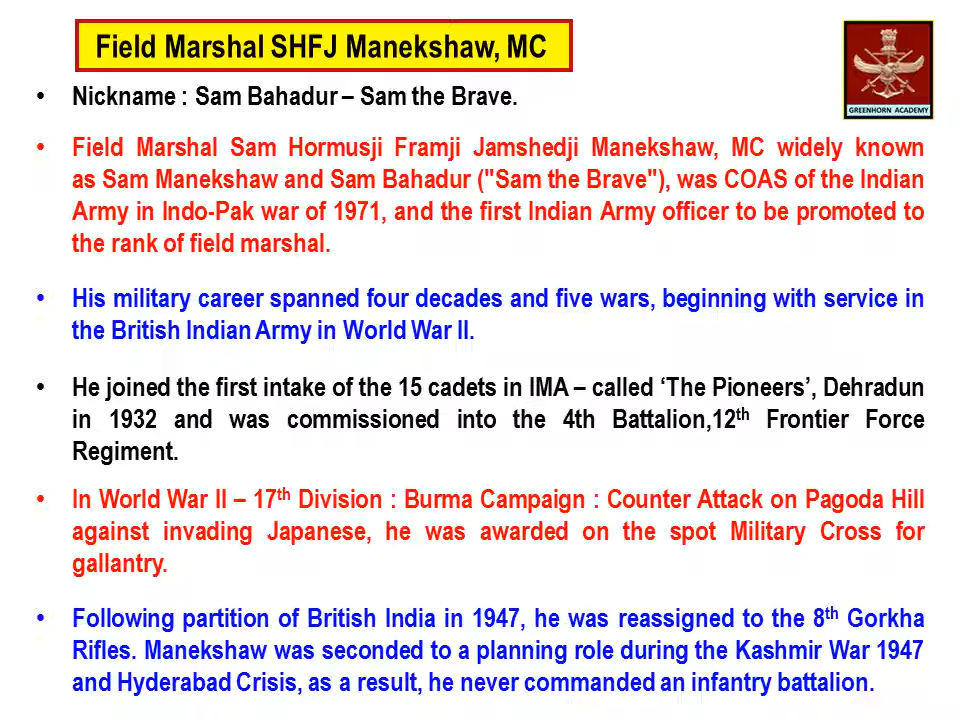 Field Marshal SHFJ Manekshaw, MC
GREENHORN ACADEMY
• Nickname : Sam Bahadur – Sam the Brave.
• Field Marshal Sam Hormusji Framji Jamshedji Manekshaw, MC widely known
as Sam Manekshaw and Sam Bahadur ("Sam the Brave"), was COAS of the Indian
Army in Indo-Pak war of 1971, and the first Indian Army officer to be promoted to
the rank of field marshal.
• His military career spanned four decades and five wars, beginning with service in
the British Indian Army in World War II.
• He joined the first intake of the 15 cadets in IMA – called ‘The Pioneers’, Dehradun
in 1932 and was commissioned into the 4th Battalion,12th Frontier Force
Regiment.
• In World War II – 17th Division : Burma Campaign : Counter Attack on Pagoda Hill
against invading Japanese, he was awarded on the spot Military Cross for
gallantry.
• Following partition of British India in 1947, he was reassigned to the 8th Gorkha
Rifles. Manekshaw was seconded to a planning role during the Kashmir War 1947
and Hyderabad Crisis, as a result, he never commanded an infantry battalion.